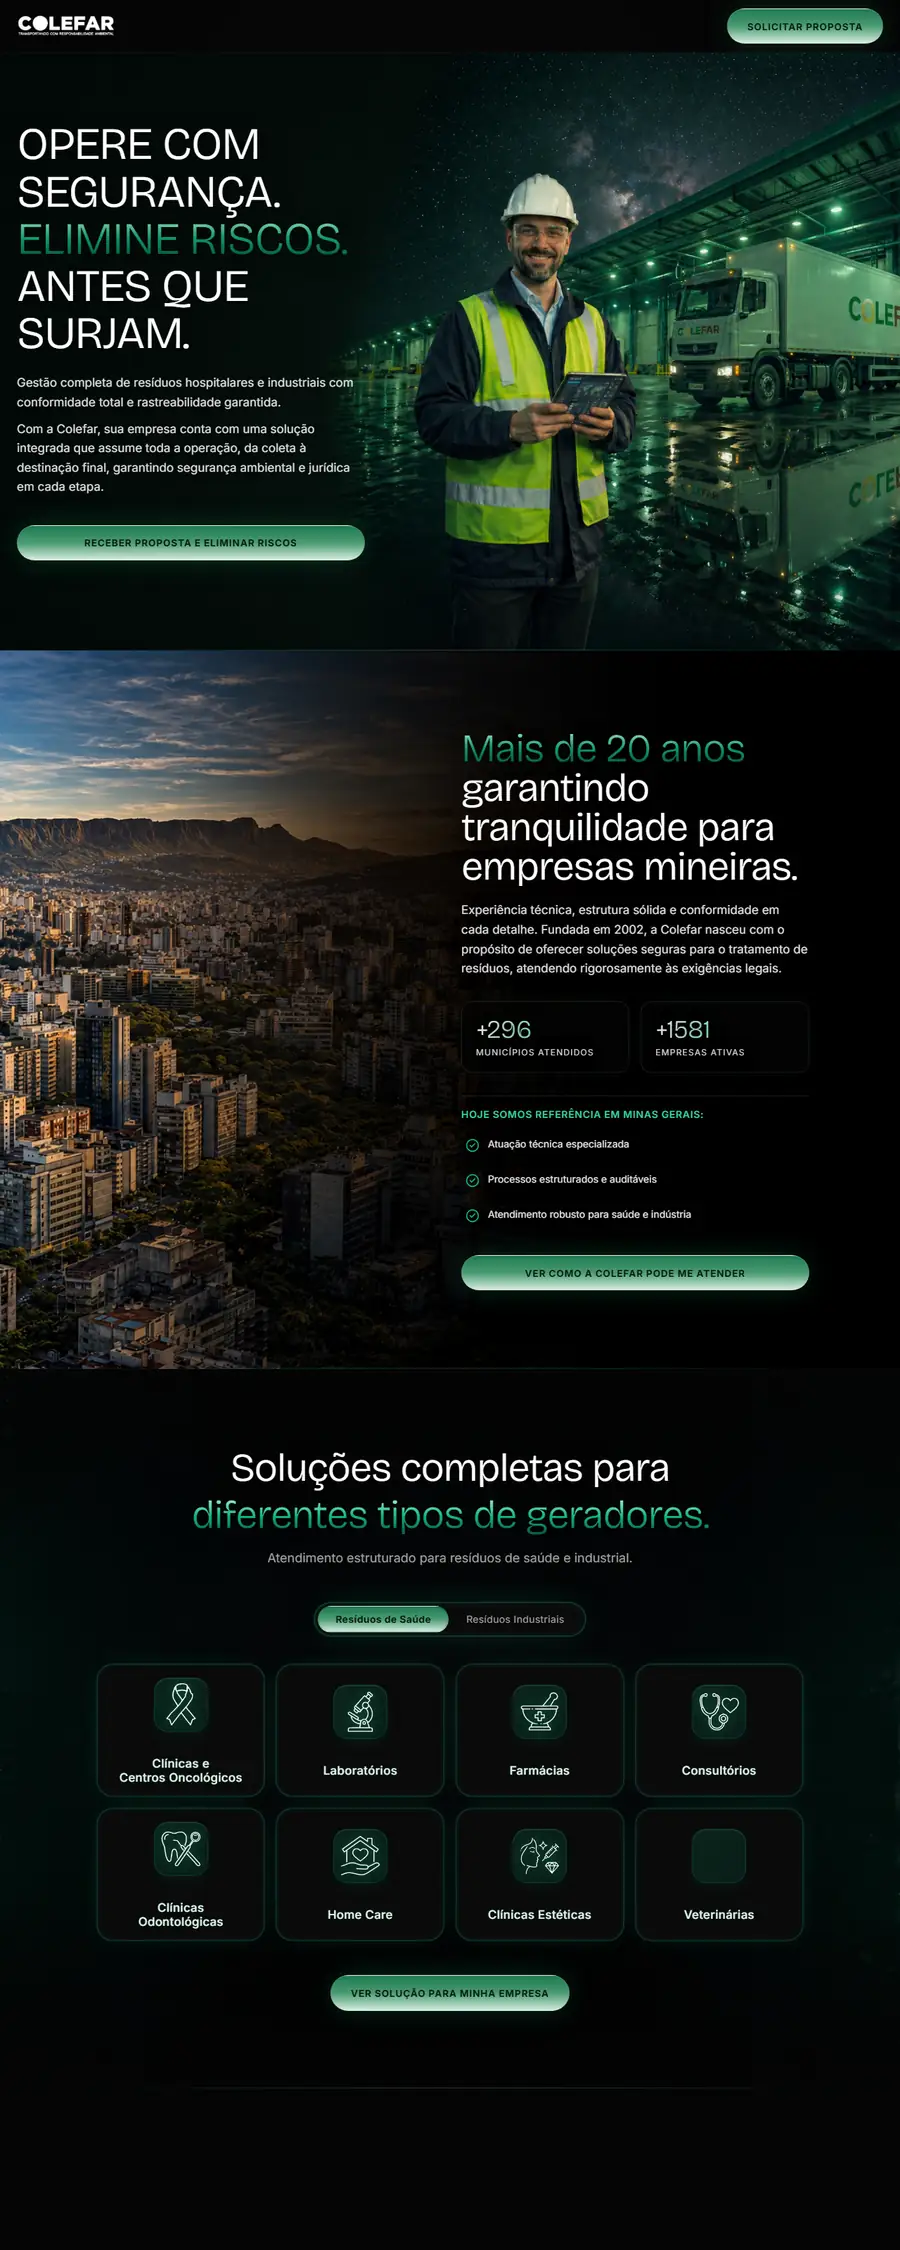 COLEFAR
TRANSPORTANDO COM RESPONSABILIDADE AMBIENTAL
SOLICITAR PROPOSTA
OPERE COM
SEGURANÇA.
ELIMINE RISCOS.
ANTES QUE
SURJAM.
Gestão completa de resíduos hospitalares e industriais com
conformidade total e rastreabilidade garantida.
Com a Colefar, sua empresa conta com uma solução
integrada que assume toda a operação, da coleta à
destinação final, garantindo segurança ambiental e jurídica
em cada etapa.
RECEBER PROPOSTA E ELIMINAR RISCOS
COLEFAR
COLEF
Mais de 20 anos
garantindo
tranquilidade para
empresas mineiras.
Experiência técnica, estrutura sólida e conformidade em
cada detalhe. Fundada em 2002, a Colefar nasceu com o
propósito de oferecer soluções seguras para o tratamento de
resíduos, atendendo rigorosamente às exigências legais.
+296
MUNICÍPIOS ATENDIDOS
+1581
EMPRESAS ATIVAS
HOJE SOMOS REFERÊNCIA EM MINAS GERAIS:
Atuação técnica especializada
Processos estruturados e auditáveis
Atendimento robusto para saúde e indústria
VER COMO A COLEFAR PODE ME ATENDER
Soluções completas para
diferentes tipos de geradores.
Atendimento estruturado para resíduos de saúde e industrial.
Resíduos de Saúde
Resíduos Industriais
Clínicas e
Centros Oncológicos
Laboratórios
Farmácias
Consultórios
Clínicas
Odontológicas
Home Care
Clínicas Estéticas
Veterinárias
VER SOLUÇÃO PARA MINHA EMPRESA